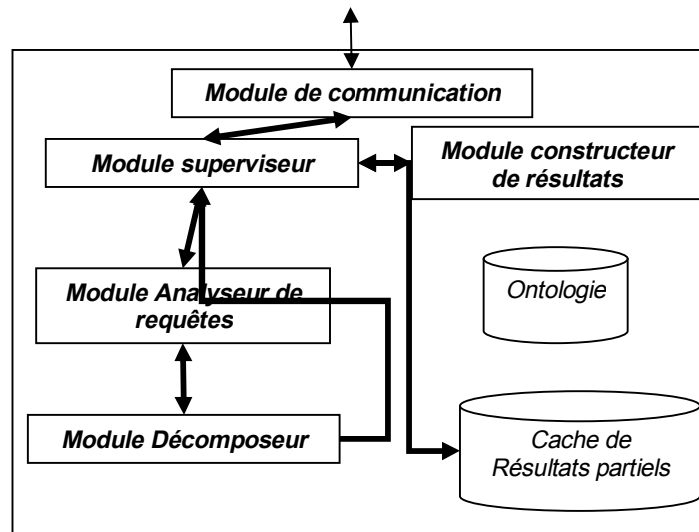 Module de communication
Module superviseur
Module constructeur
de résultats
Module Analyseur de
requêtes
Ontologie
Module Décomposeur
Cache de
Résultats partiels